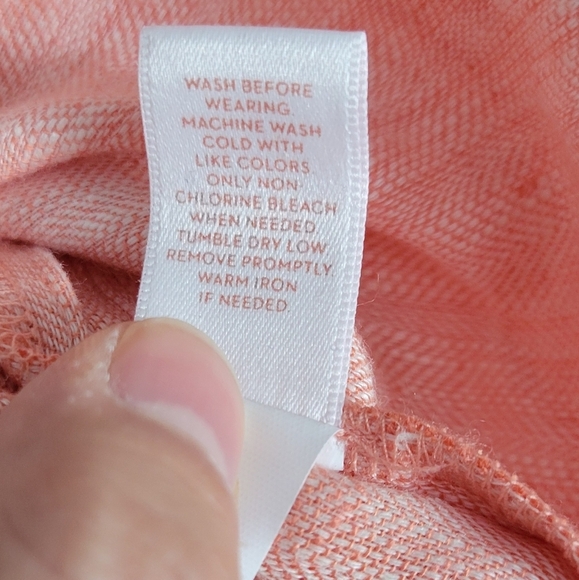 WASH BEFORE
WEARING.
MACHINE WASH
COLD WITH
LIKE COLORS.
ONLY NON-
CHLORINE BLEACH
WHEN NEEDED
TUMBLE DRY LOW
REMOVE PROMPTLY.
WARM IRON
IF NEEDED.